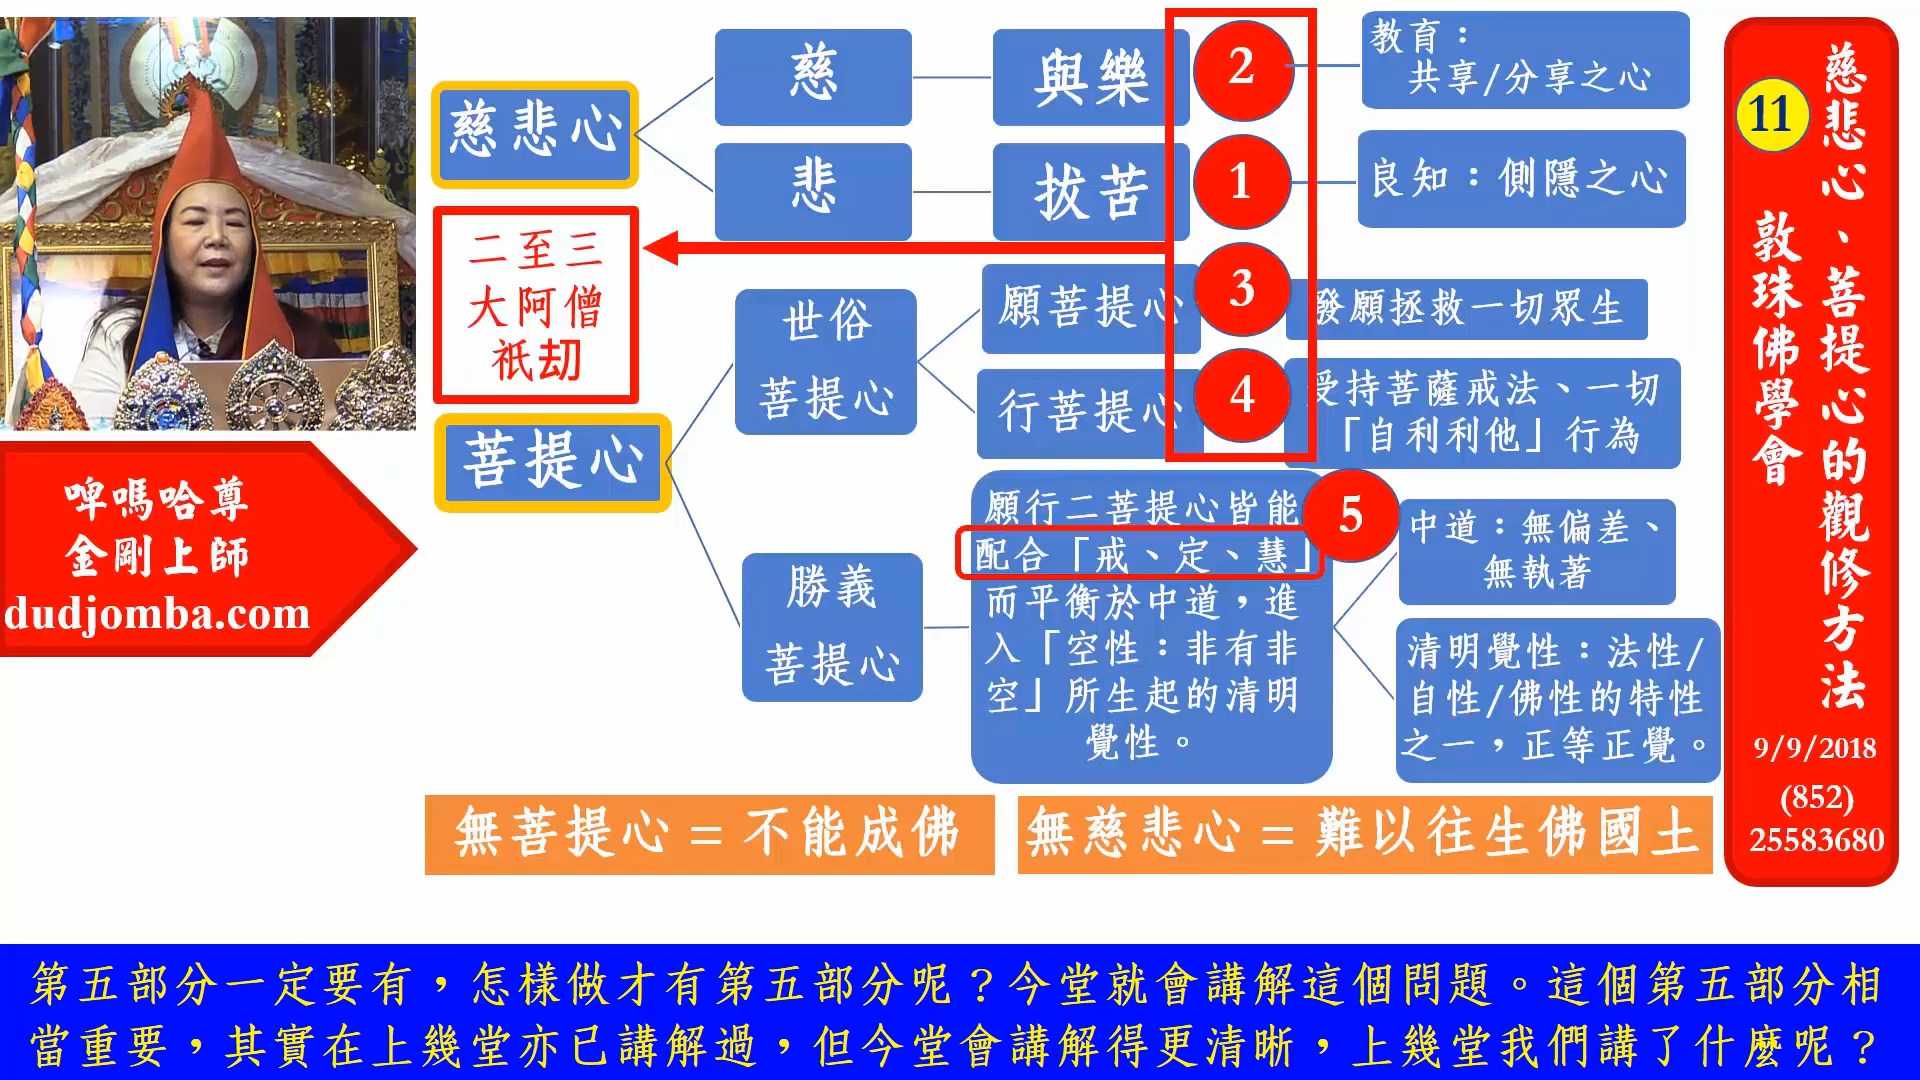 慈悲心
慈
與樂
2
教育：
共享/分享之心
悲
拔苦
1
良知：側隱之心
二至三
大阿僧
祇刧
菩提心
世俗
菩提心
願菩提心
3
發願拯救一切眾生
行菩提心
4
受持菩薩戒法、一切
「自利利他」行為
勝義
菩提心
願行二菩提心皆能
配合「戒、定、慧」
而平衡於中道，進
入「空性：非有非
空」所生起的清明
覺性。
5
中道：無偏差、
無執著
清明覺性：法性/
自性/佛性的特性
之一，正等正覺。
無菩提心＝不能成佛
無慈悲心＝難以往生佛國土
啤嗎哈尊
金剛上師
dudjomba.com
慈悲心、菩提心的觀修方法
11
敦珠佛學會
9/9/2018
(852)
25583680
第五部分一定要有，怎樣做才有第五部分呢？今堂就會講解這個問題。這個第五部分相
當重要，其實在上幾堂亦已講解過，但今堂會講解得更清晰，上幾堂我們講了什麼呢？